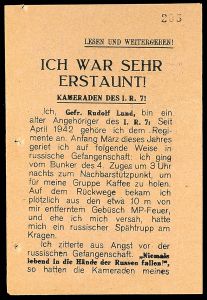 205
LESEN UND WEITERGEBEN!
ICH WAR SEHR
ERSTAUNT!
KAMERADEN DES I. R. 7!
Ich, Gefr. Rudolf Lund, bin ein
alter Angehöriger des I. R. 7: Seit
April 1942 gehöre ich dem Regi-
mente an. Anfang März dieses Jahres
geriet ich auf folgende Weise in
russische Gefangenschaft: Ich ging
vom Bunker des 4. Zuges um 3 Uhr
nachts zum Nachbarstützpunkt, um
für meine Gruppe Kaffee zu holen.
Auf dem Rückwege bekam ich
plötzlich aus den etwa 10 m von
mir entferntem Gebüsch MP-Feuer,
und ehe ich mich versah, hatte
mich ein russischer Spähtrupp am
Kragen.
Ich zitterte aus Angst vor der
russischen Gefangenschaft. „Niemals
lebend in die Hände der Russen fallen!",
so hatten die Kameraden meines